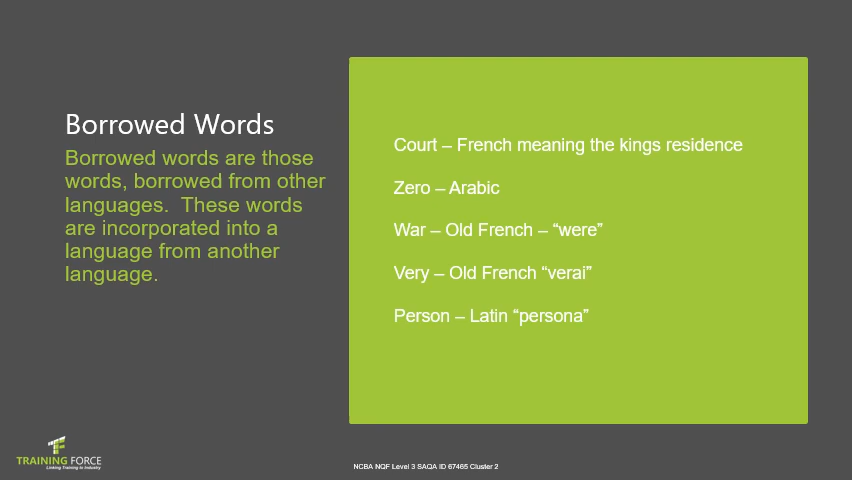 Borrowed Words
Borrowed words are those
words, borrowed from other
languages.  These words
are incorporated into a
language from another
language.
Court – French meaning the kings residence
Zero – Arabic
War – Old French – “were”
Very – Old French “verai”
Person – Latin “persona”
TRAINING FORCE
Linking Training to Industry
NCBA NQF Level 3 SAQA ID 67465 Cluster 2